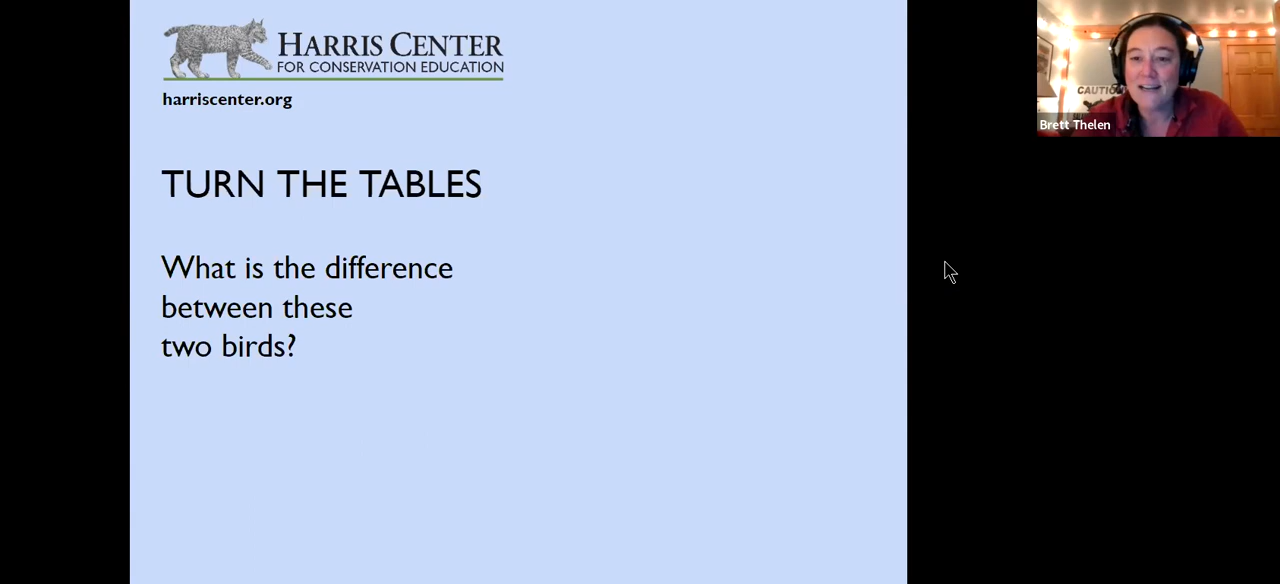 HARRIS CENTER
FOR CONSERVATION EDUCATION
harriscenter.org
TURN THE TABLES
What is the difference
between these
two birds?
CAUTION
Brett Thelen